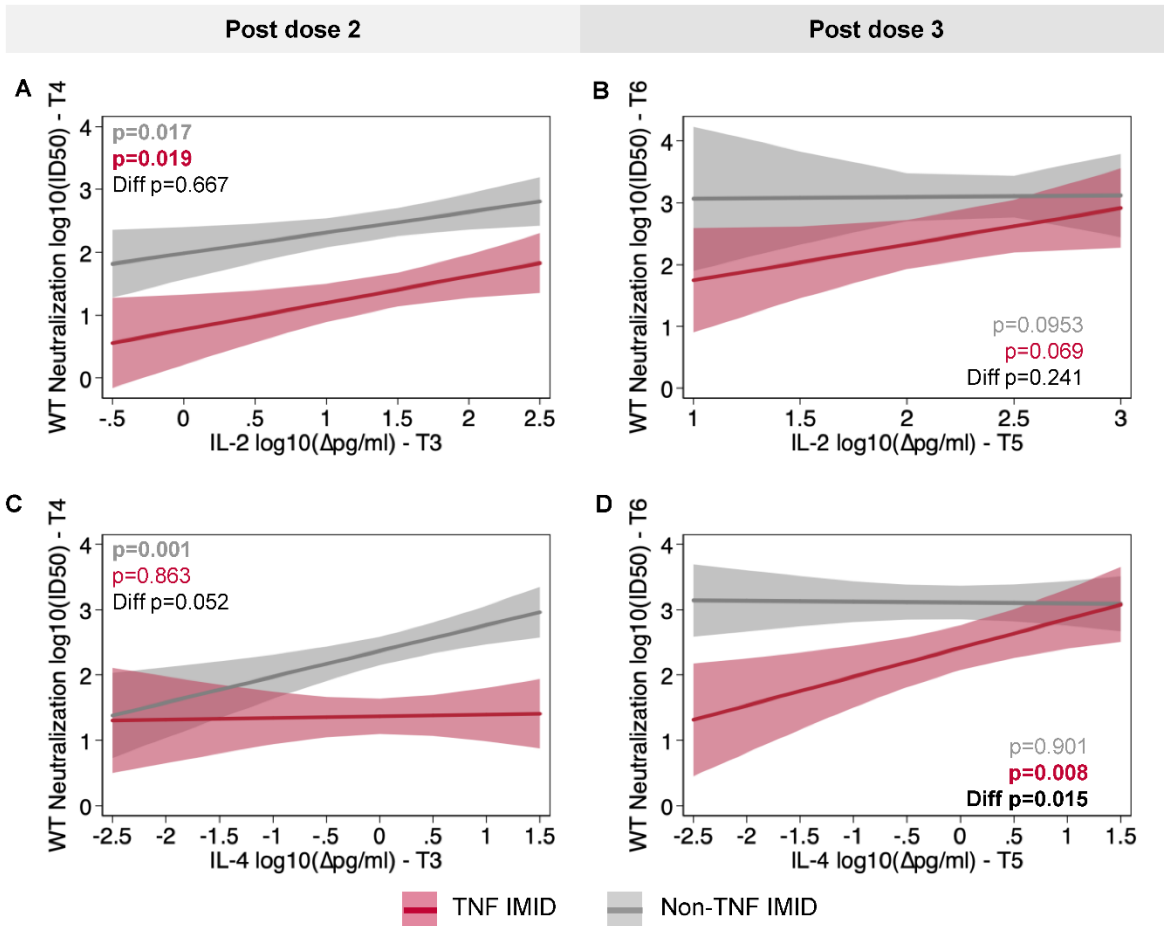 Post dose 2
Post dose 3
A
WT Neutralization log10(ID50) - T4
4
3
2
1
0
p=0.017
p=0.019
Diff p=0.667
-.5 0 .5 1 1.5 2 2.5
IL-2 log10(Δpg/ml) - T3
B
WT Neutralization log10(ID50) - T6
4
3
2
1
0
p=0.0953
p=0.069
Diff p=0.241
1 1.5 2 2.5 3
IL-2 log10(Δpg/ml) - T5
C
WT Neutralization log10(ID50) - T4
4
3
2
1
0
p=0.001
p=0.863
Diff p=0.052
-2.5 -2 -1.5 -1 -.5 0 .5 1 1.5
IL-4 log10(Δpg/ml) - T3
D
WT Neutralization log10(ID50) - T6
4
3
2
1
0
p=0.901
p=0.008
Diff p=0.015
-2.5 -2 -1.5 -1 -.5 0 .5 1 1.5
IL-4 log10(Δpg/ml) - T5
TNF IMID
Non-TNF IMID